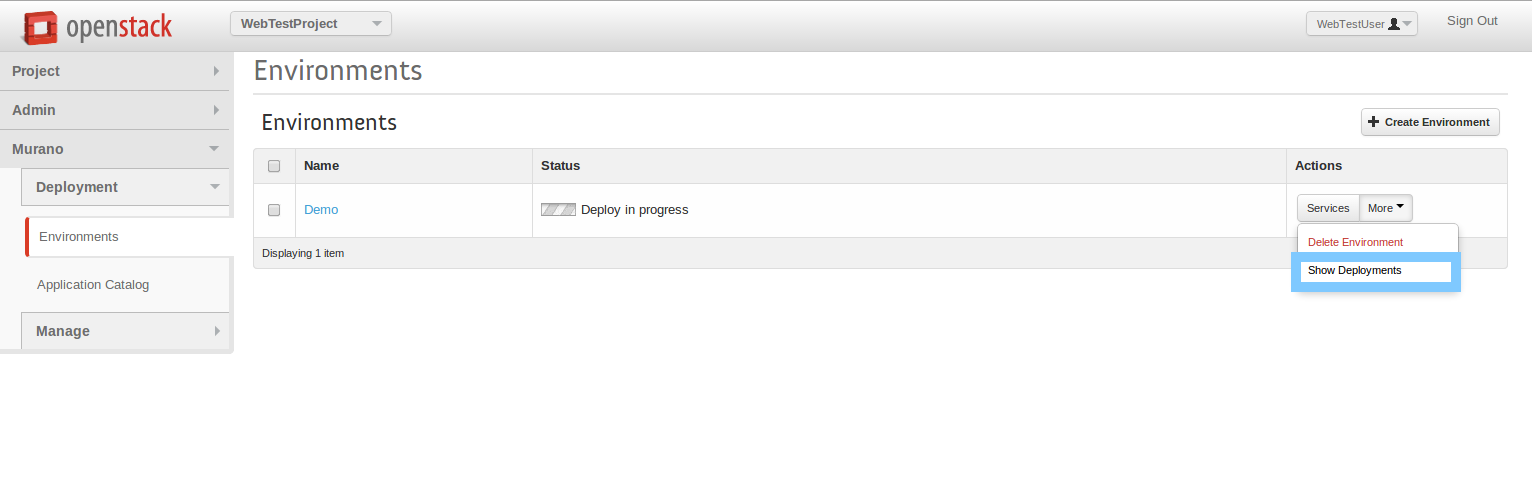 openstack
WebTestProject
WebTestUser
Sign Out
Project
Admin
Murano
Deployment
Environments
Application Catalog
Manage
Environments
Environments
Create Environment
Name Status Actions
Demo Deploy in progress Services More
Displaying 1 item
Delete Environment
Show Deployments